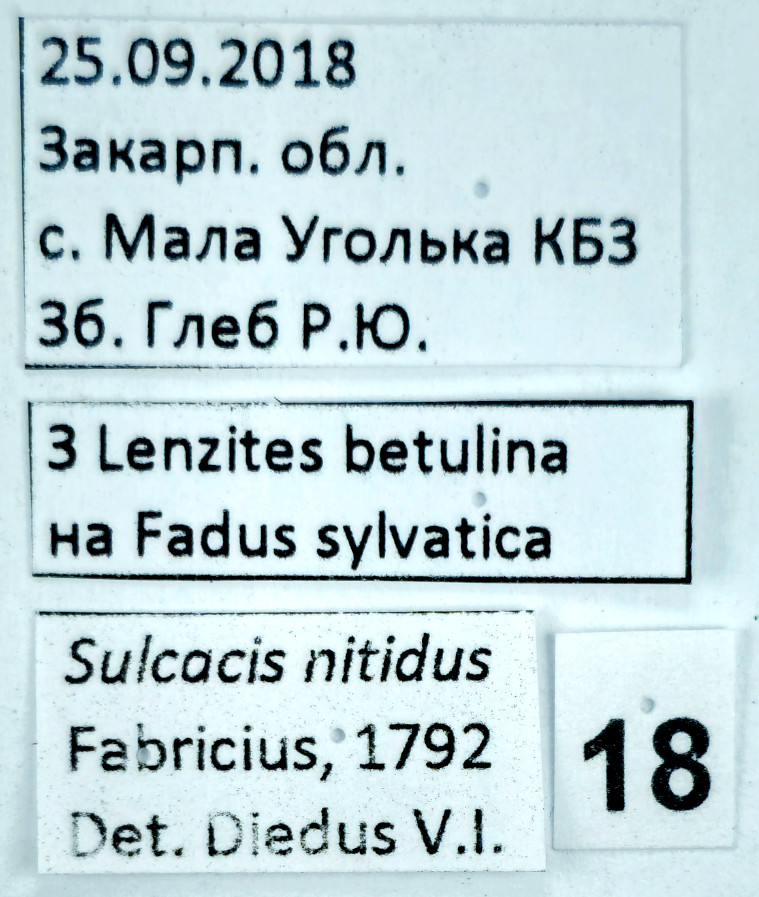 25.09.2018
Закарп. обл.
с. Мала Уголька КБЗ
Зб. Глеб Р.Ю.
З Lenzites betulina
на Fadus sylvatica
Sulcacis nitidus
Fabricius, 1792
Det. Diedus V.I.
18